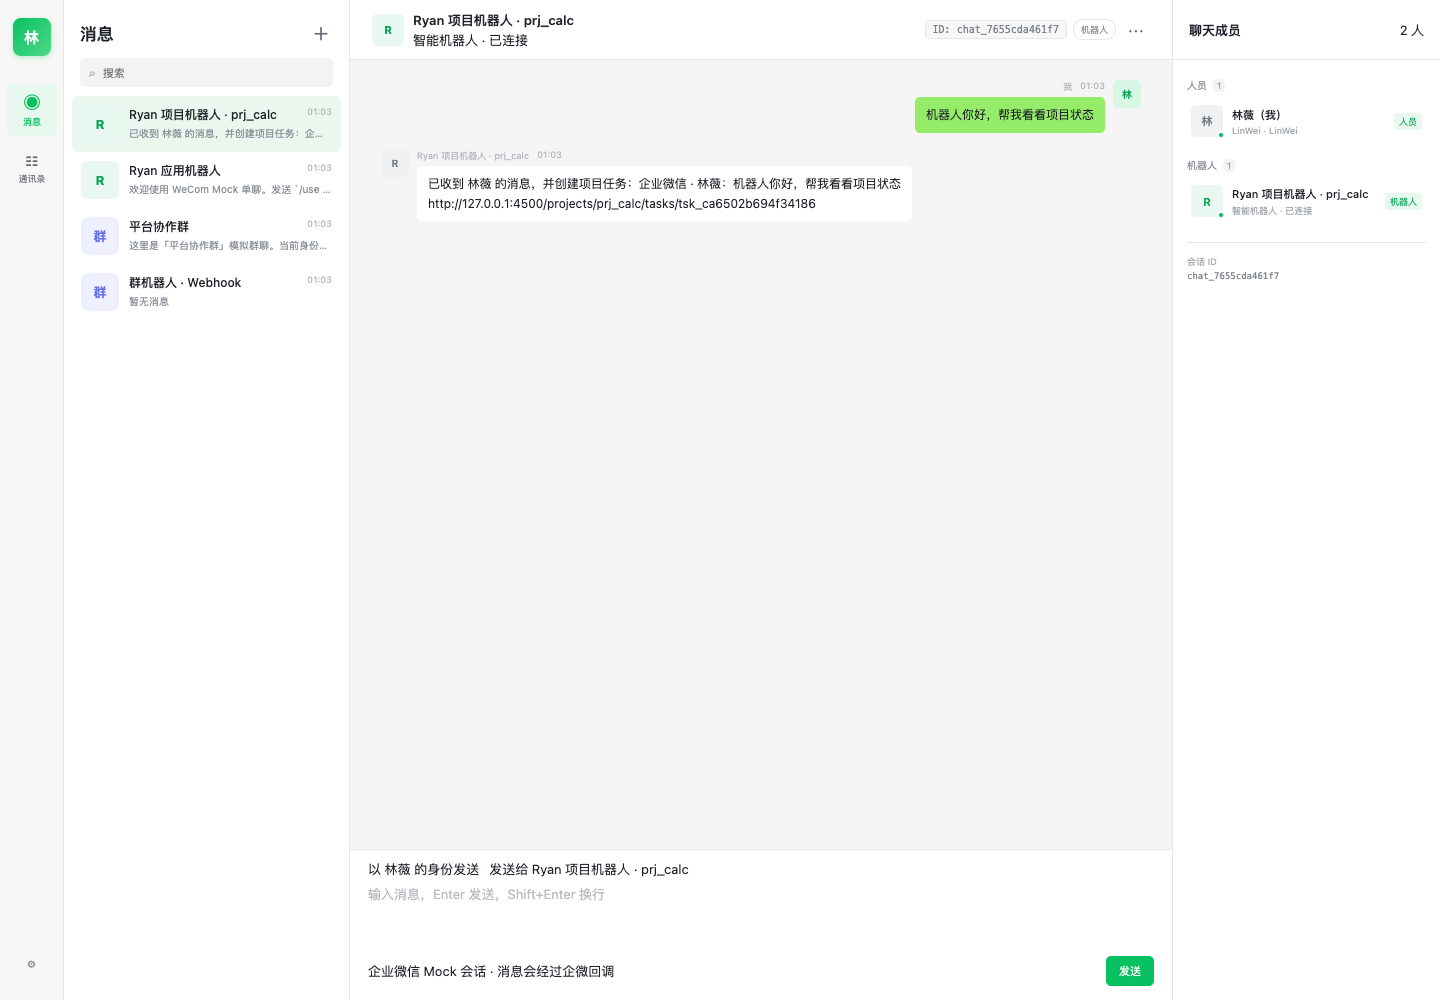 林
消息
通讯录
消息
搜索
R
Ryan 项目机器人 · prj_calc
01:03
已收到 林薇 的消息，并创建项目任务：企...
R
Ryan 应用机器人
01:03
欢迎使用 WeCom Mock 单聊。发送 `/use ...
群
平台协作群
01:03
这里是「平台协作群」模拟群聊。当前身份...
群
群机器人 · Webhook
01:03
暂无消息
R
Ryan 项目机器人 · prj_calc
智能机器人 · 已连接
ID: chat_7655cda461f7
机器人
我 01:03
林
机器人你好，帮我看看项目状态
R
Ryan 项目机器人 · prj_calc 01:03
已收到 林薇 的消息，并创建项目任务：企业微信 · 林薇：机器人你好，帮我看看项目状态
http://127.0.0.1:4500/projects/prj_calc/tasks/tsk_ca6502b694f34186
以 林薇 的身份发送 发送给 Ryan 项目机器人 · prj_calc
输入消息，Enter 发送，Shift+Enter 换行
企业微信 Mock 会话 · 消息会经过企微回调
发送
聊天成员
2 人
人员 1
林
林薇（我）
LinWei · LinWei
人员
机器人 1
R
Ryan 项目机器人 · prj_calc
智能机器人 · 已连接
机器人
会话 ID
chat_7655cda461f7